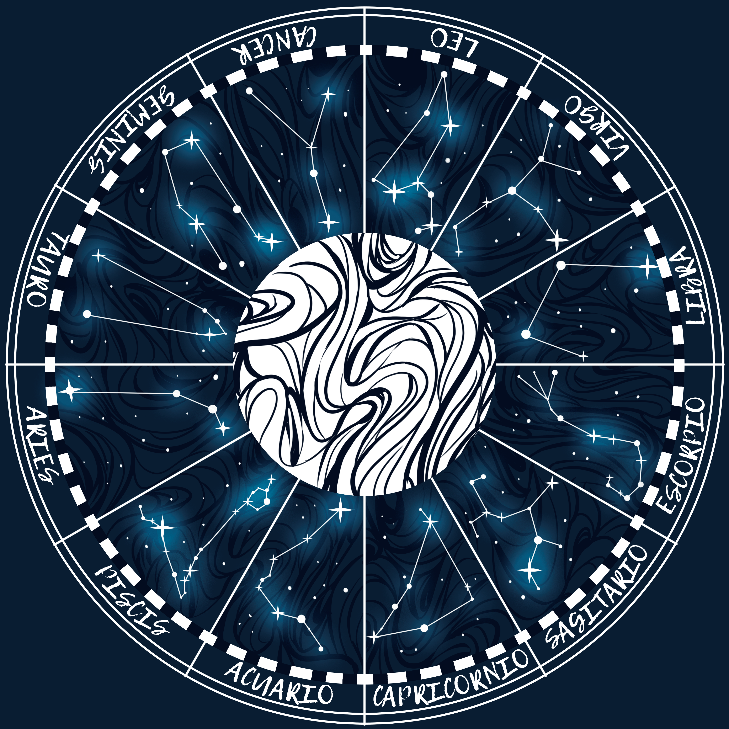 ARIES
TAURO
GEMINIS
CANCER
LEO
VIRGO
LIBRA
ESCORPIO
SAGITARIO
CAPRICORNIO
ACUARIO
PISCIS